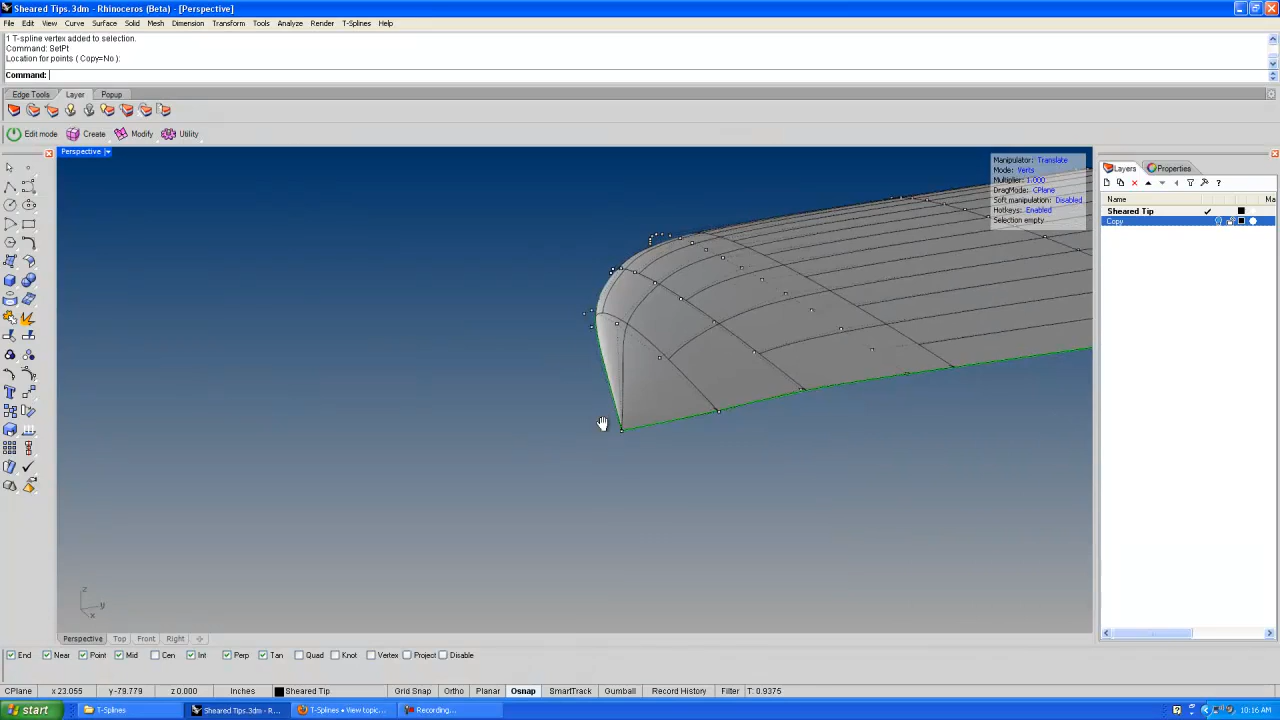 Sheared Tips.3dm - Rhinoceros (Beta) - [Perspective]
File Edit View Curve Surface Solid Mesh Dimension Transform Tools Analyze Render T-Splines Help
1 T-spline vertex added to selection.
Command: SetPt
Location for points ( Copy=No ):
Command:
Edge Tools Layer Popup
Edit mode Create Modify Utility
Perspective
Manipulator: Translate
Mode: Verts
Multiplier: 1.000
DragMode: CPlane
Soft manipulation: Disabled
Hotkeys: Enabled
Selection empty
Layers Properties
Name Ma
Sheared Tip
Copy
z
y
x
Perspective Top Front Right
End Near Point Mid Cen Int Perp Tan Quad Knot Vertex Project Disable
CPlane x 23.055 y -79.779 z 0.000 Inches Sheared Tip Grid Snap Ortho Planar Osnap SmartTrack Gumball Record History Filter T: 0.9375
start T-Splines Sheared Tips.3dm - R... T-Splines • View topic... Recording... 10:16 AM